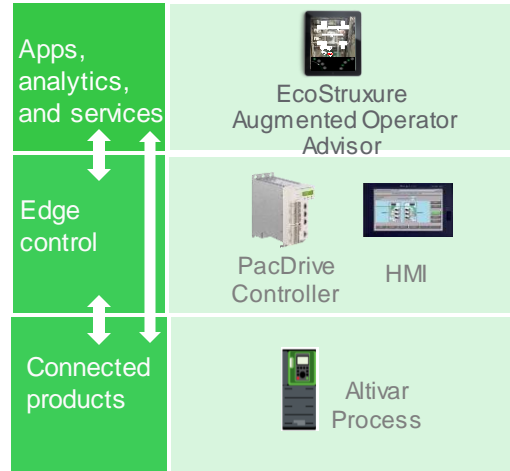 Apps,
analytics,
and services
EcoStruxure
Augmented Operator
Advisor
Edge
control
PacDrive
Controller
HMI
Connected
products
Altivar
Process